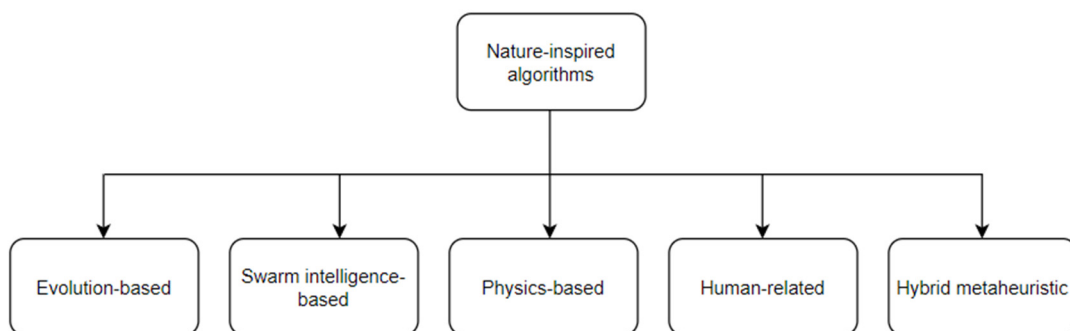 Nature-inspired
algorithms
Evolution-based
Swarm intelligence-
based
Physics-based
Human-related
Hybrid metaheuristic